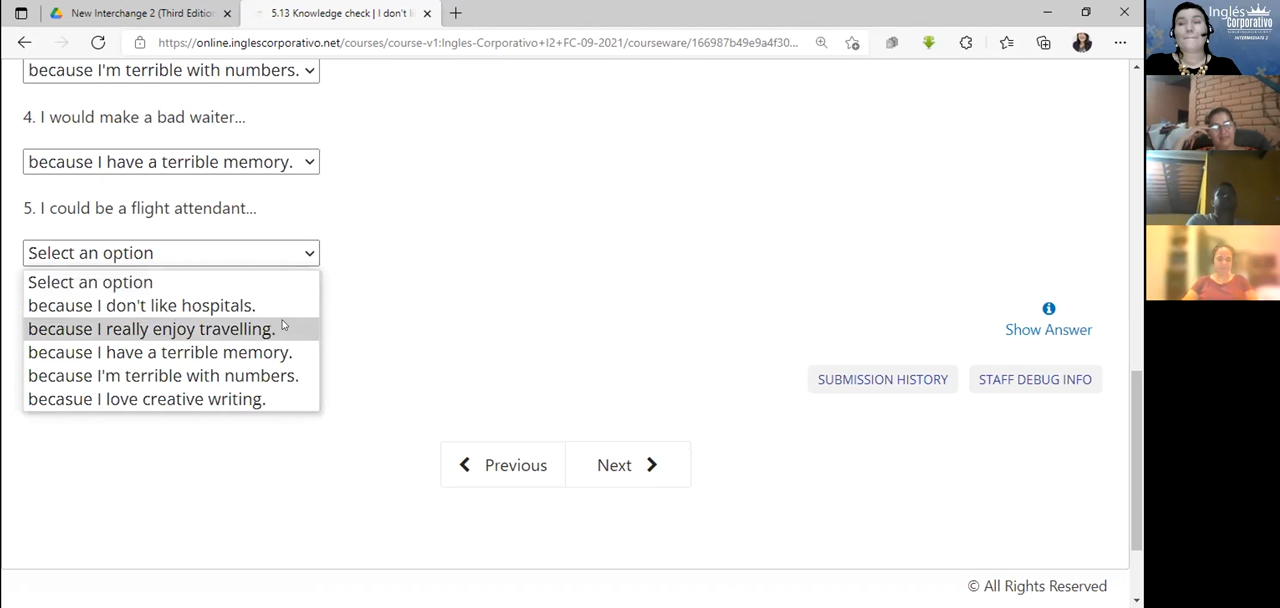 New Interchange 2 (Third Edition
5.13 Knowledge check | I don't li
https://online.inglescorporativo.net/courses/course-v1:Ingles-Corporativo+I2+FC-09-2021/courseware/166987b49e9a4f30...
because I'm terrible with numbers.
4. I would make a bad waiter...
because I have a terrible memory.
5. I could be a flight attendant...
Select an option
Select an option
because I don't like hospitals.
because I really enjoy travelling.
because I have a terrible memory.
because I'm terrible with numbers.
becasue I love creative writing.
Show Answer
SUBMISSION HISTORY
STAFF DEBUG INFO
Previous
Next
© All Rights Reserved
Inglés
Corporativo
INTERMEDIATE 2